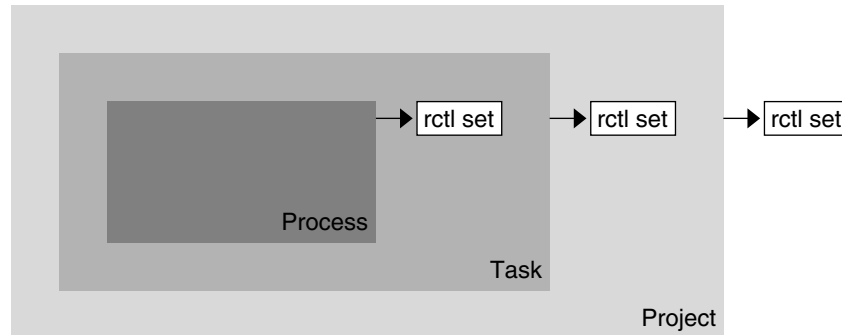 rctl set
rctl set
rctl set
Process
Task
Project